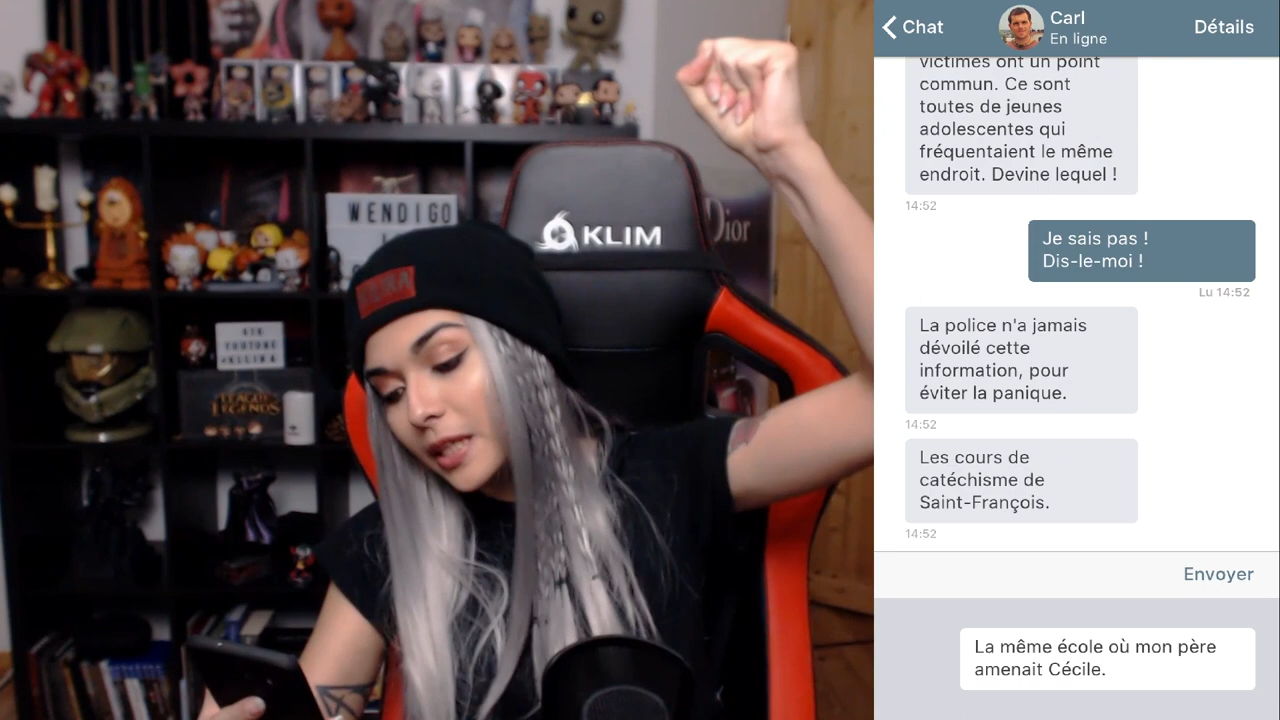 WENDIGO
KLIM
Dior
LEAGUE OF
LEGENDS
Chat
Carl
En ligne
Détails
victimes ont un point
commun. Ce sont
toutes de jeunes
adolescentes qui
fréquentaient le même
endroit. Devine lequel !
14:52
Je sais pas !
Dis-le-moi !
Lu 14:52
La police n'a jamais
dévoilé cette
information, pour
éviter la panique.
14:52
Les cours de
catéchisme de
Saint-François.
14:52
Envoyer
La même école où mon père
amenait Cécile.